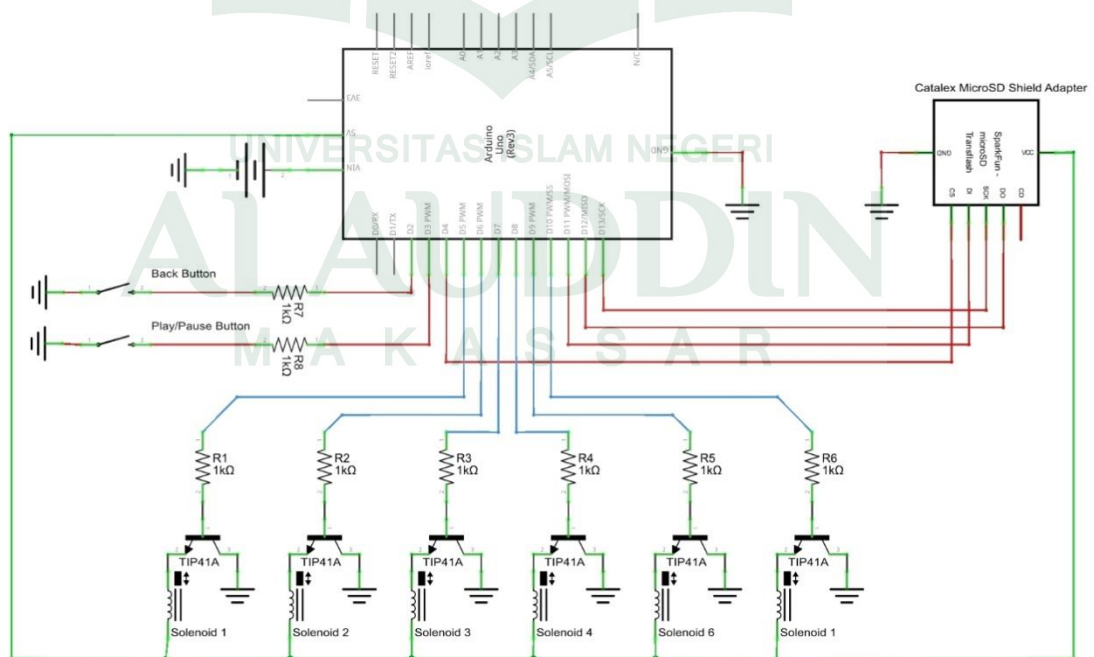 RESET
RESET2
AREF
ioref
A0
A1
A2
A3
A4/SDA
A5/SCL
N/C
3V3
5V
VIN
Arduino
Uno
(Rev3)
GND
D0/RX
D1/TX
D2
D3 PWM
D4
D5 PWM
D6 PWM
D7
D8
D9 PWM
D10 PWM/SS
D11 PWM/MOSI
D12/MISO
D13/SCK
Catalex MicroSD Shield Adapter
SparkFun -
microSD
Transflash
GND
VCC
CS
DI
SCK
DO
CD
UNIVERSITAS ISLAM NEGERI
ALAUDDIN
MAKASSAR
Back Button
R7
1kΩ
Play/Pause Button
R8
1kΩ
R1
1kΩ
R2
1kΩ
R3
1kΩ
R4
1kΩ
R5
1kΩ
R6
1kΩ
TIP41A
TIP41A
TIP41A
TIP41A
TIP41A
TIP41A
Solenoid 1
Solenoid 2
Solenoid 3
Solenoid 4
Solenoid 6
Solenoid 1